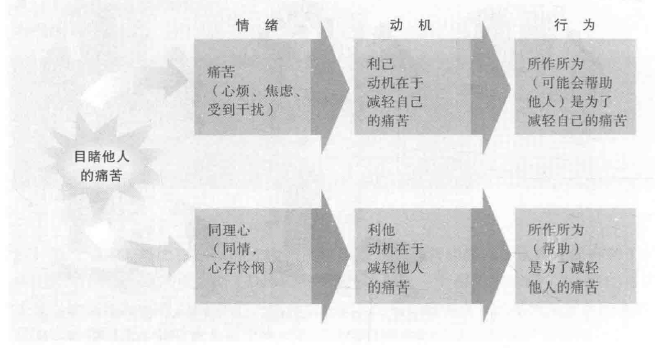 情绪
动机
行为
目睹他人
的痛苦
痛苦
（心烦、焦虑、
受到干扰）
利己
动机在于
减轻自己
的痛苦
所作所为
（可能会帮助
他人）是为了
减轻自己的痛苦
同理心
（同情，
心存怜悯）
利他
动机在于
减轻他人
的痛苦
所作所为
（帮助）
是为了减轻
他人的痛苦